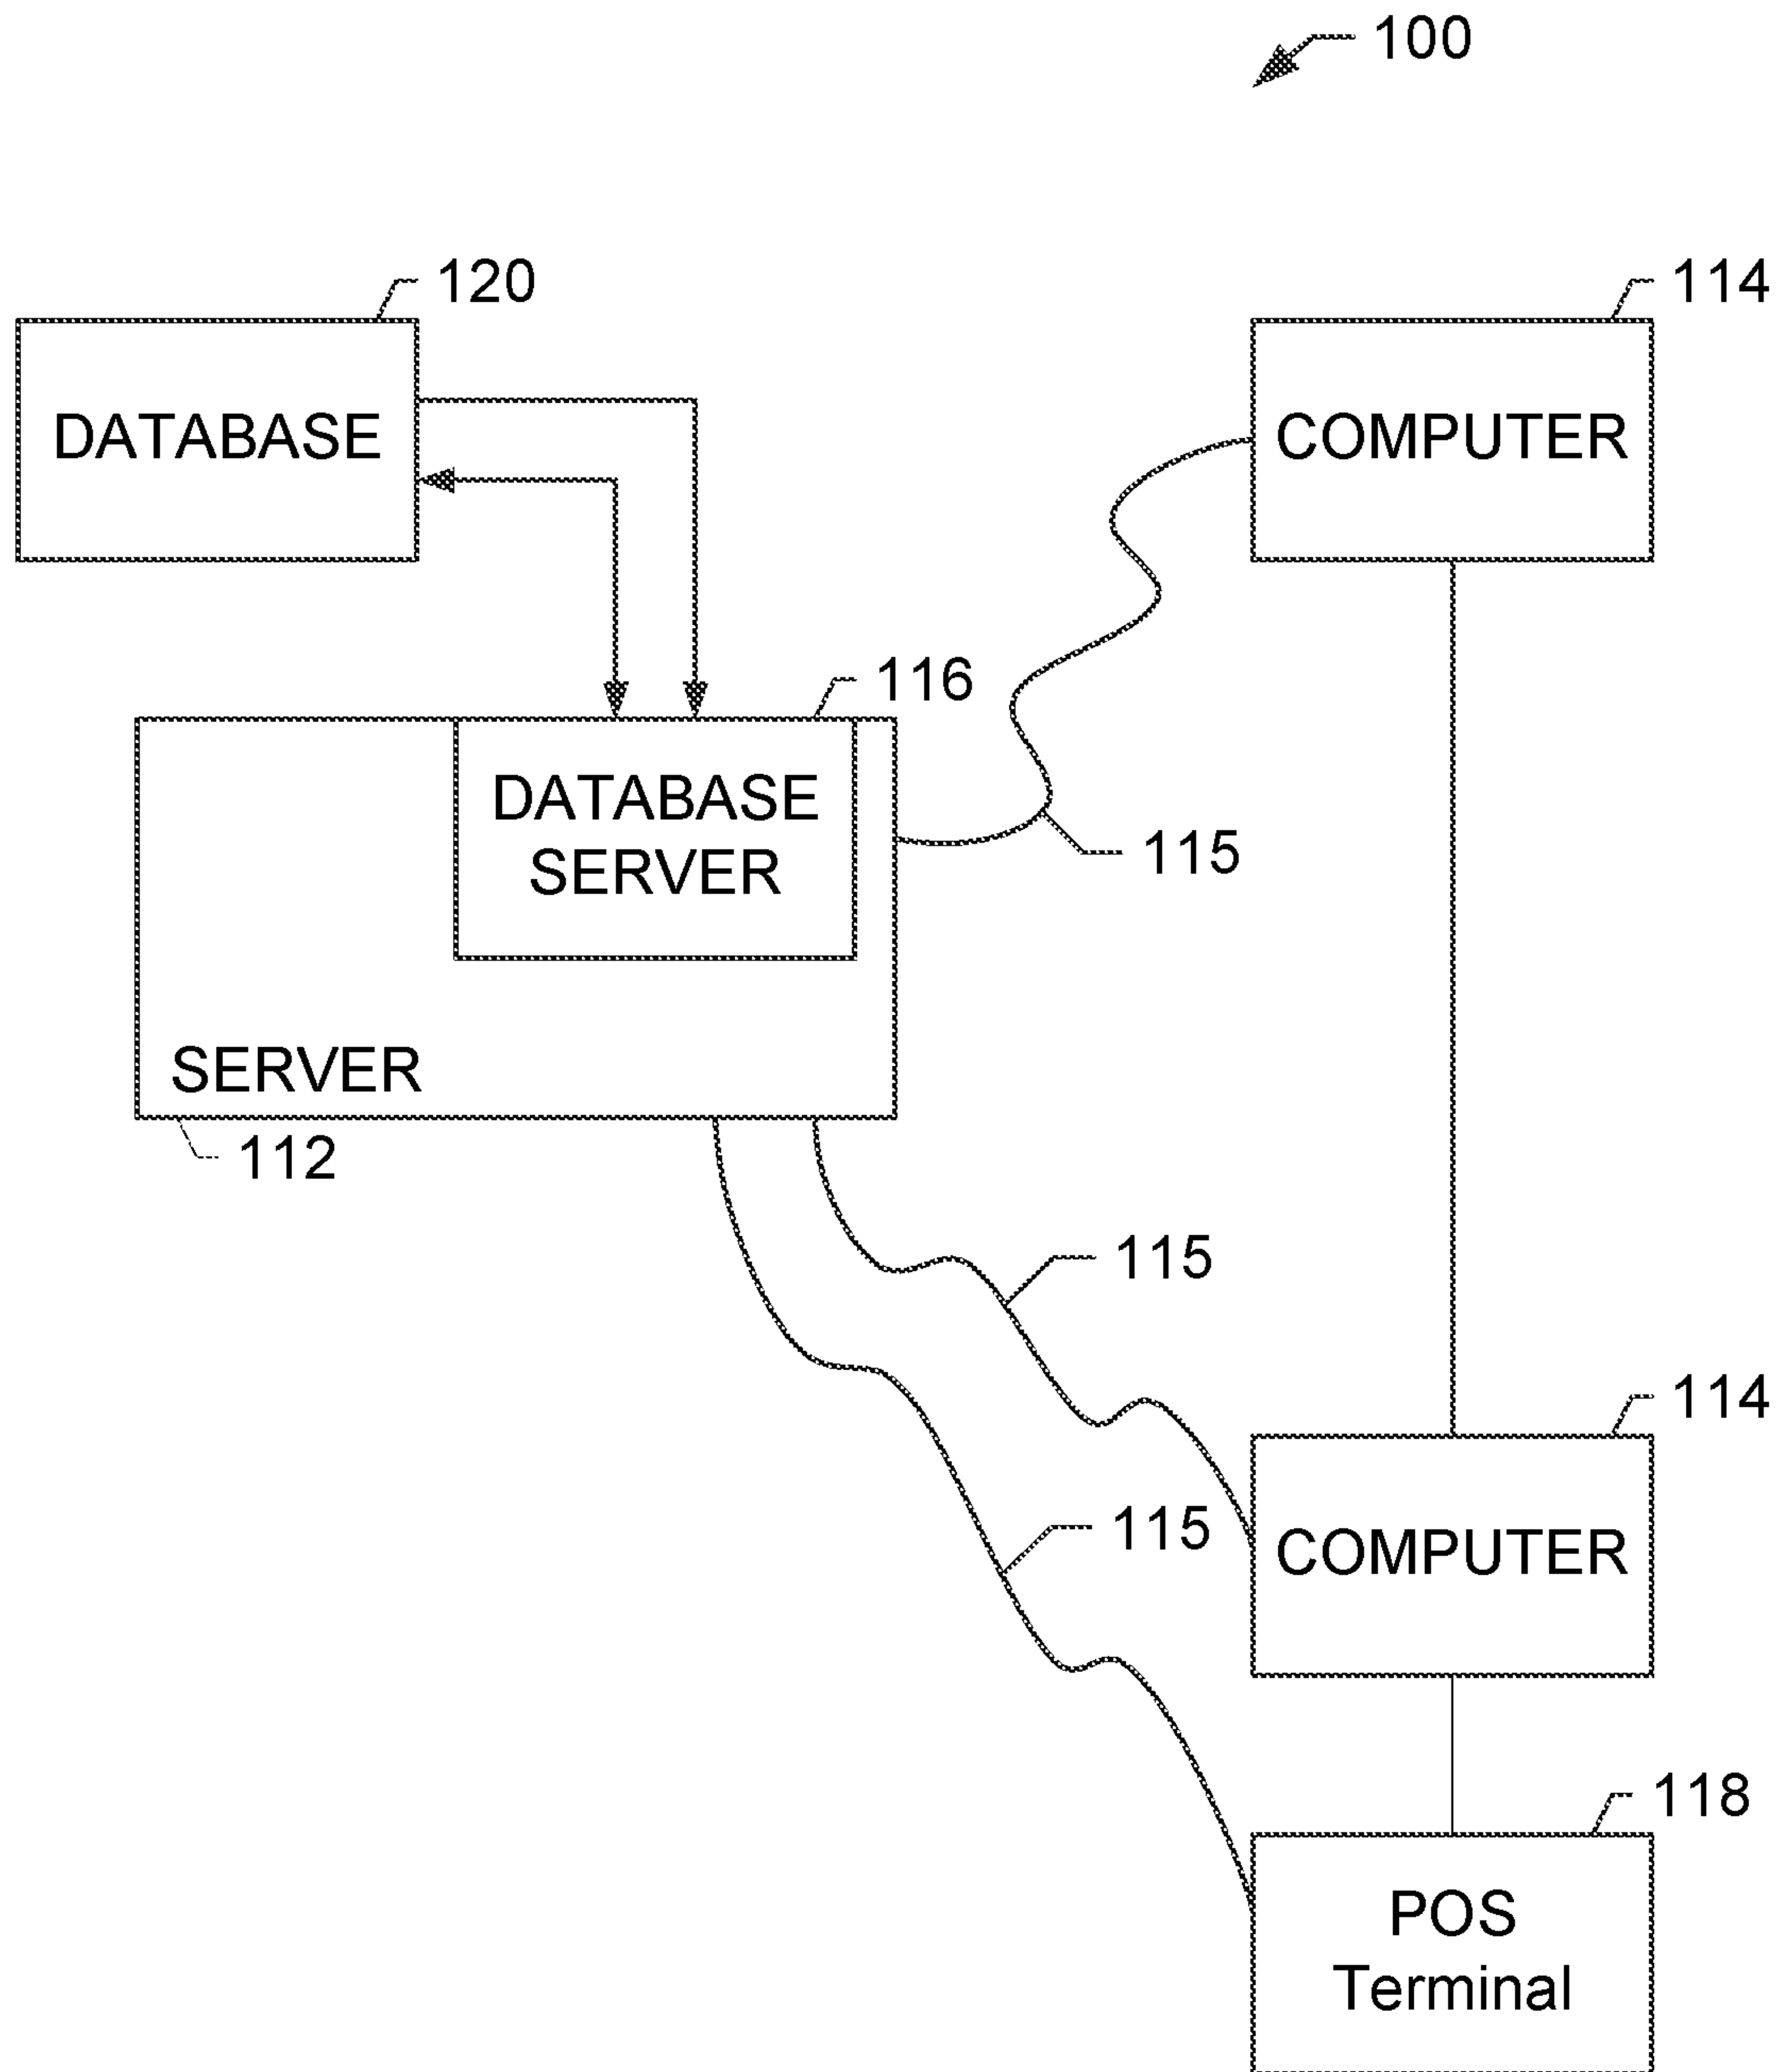 100
120
114
DATABASE
COMPUTER
116
DATABASE
SERVER
115
SERVER
112
115
114
115
COMPUTER
118
POS
Terminal